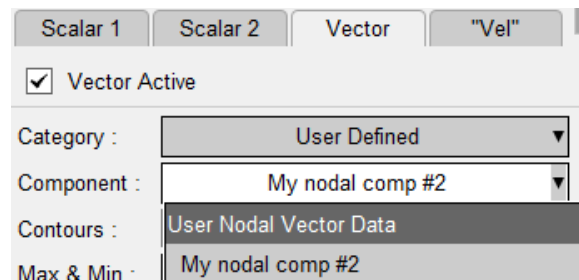 Scalar 1 Scalar 2 Vector "Vel"
Vector Active
Category : User Defined
Component : My nodal comp #2
Contours : User Nodal Vector Data
Max & Min : My nodal comp #2